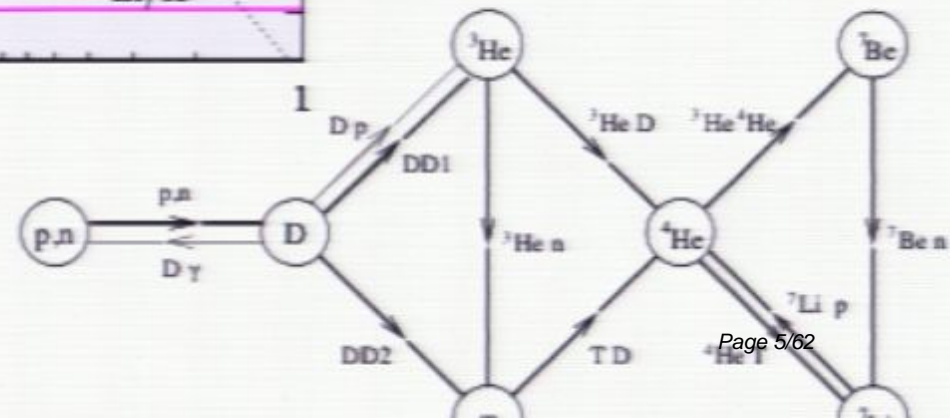 ³He
⁷Be
1
D p
³He D
³He ⁴He
DD1
p,n
p,n
D
³He n
⁴He
⁷Be n
D γ
⁷Li p
Page 5/62
DD2
T D
⁴He T